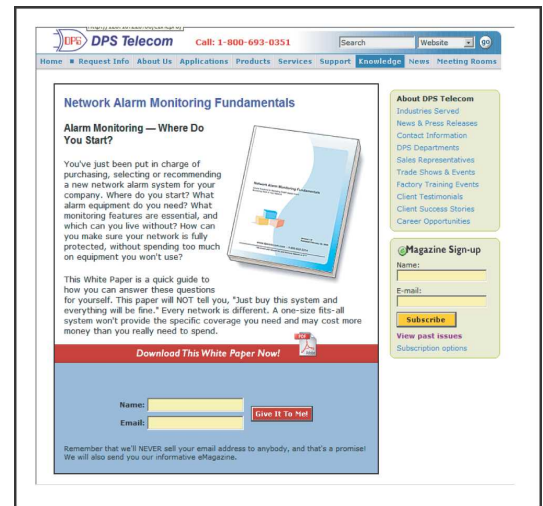 DPS DPS Telecom Call: 1-800-693-0351 Search Website go
Home Request Info About Us Applications Products Services Support Knowledge News Meeting Rooms
Network Alarm Monitoring Fundamentals
Alarm Monitoring — Where Do
You Start?
You've just been put in charge of
purchasing, selecting or recommending
a new network alarm system for your
company. Where do you start? What
alarm equipment do you need? What
monitoring features are essential, and
which can you live without? How can
you make sure your network is fully
protected, without spending too much
on equipment you won't use?
Network Alarm Monitoring Fundamentals
This White Paper is a quick guide to
how you can answer these questions
for yourself. This paper will NOT tell you, "Just buy this system and
everything will be fine." Every network is different. A one-size fits-all
system won't provide the specific coverage you need and may cost more
money than you really need to spend.
Download This White Paper Now!
PDF
Name:
Email:
Give It To Me!
Remember that we'll NEVER sell your email address to anybody, and that's a promise!
We will also send you our informative eMagazine.
About DPS Telecom
Industries Served
News & Press Releases
Contact Information
DPS Departments
Sales Representatives
Trade Shows & Events
Factory Training Events
Client Testimonials
Client Success Stories
Career Opportunities
@Magazine Sign-up
Name:
E-mail:
Subscribe
View past issues
Subscription options